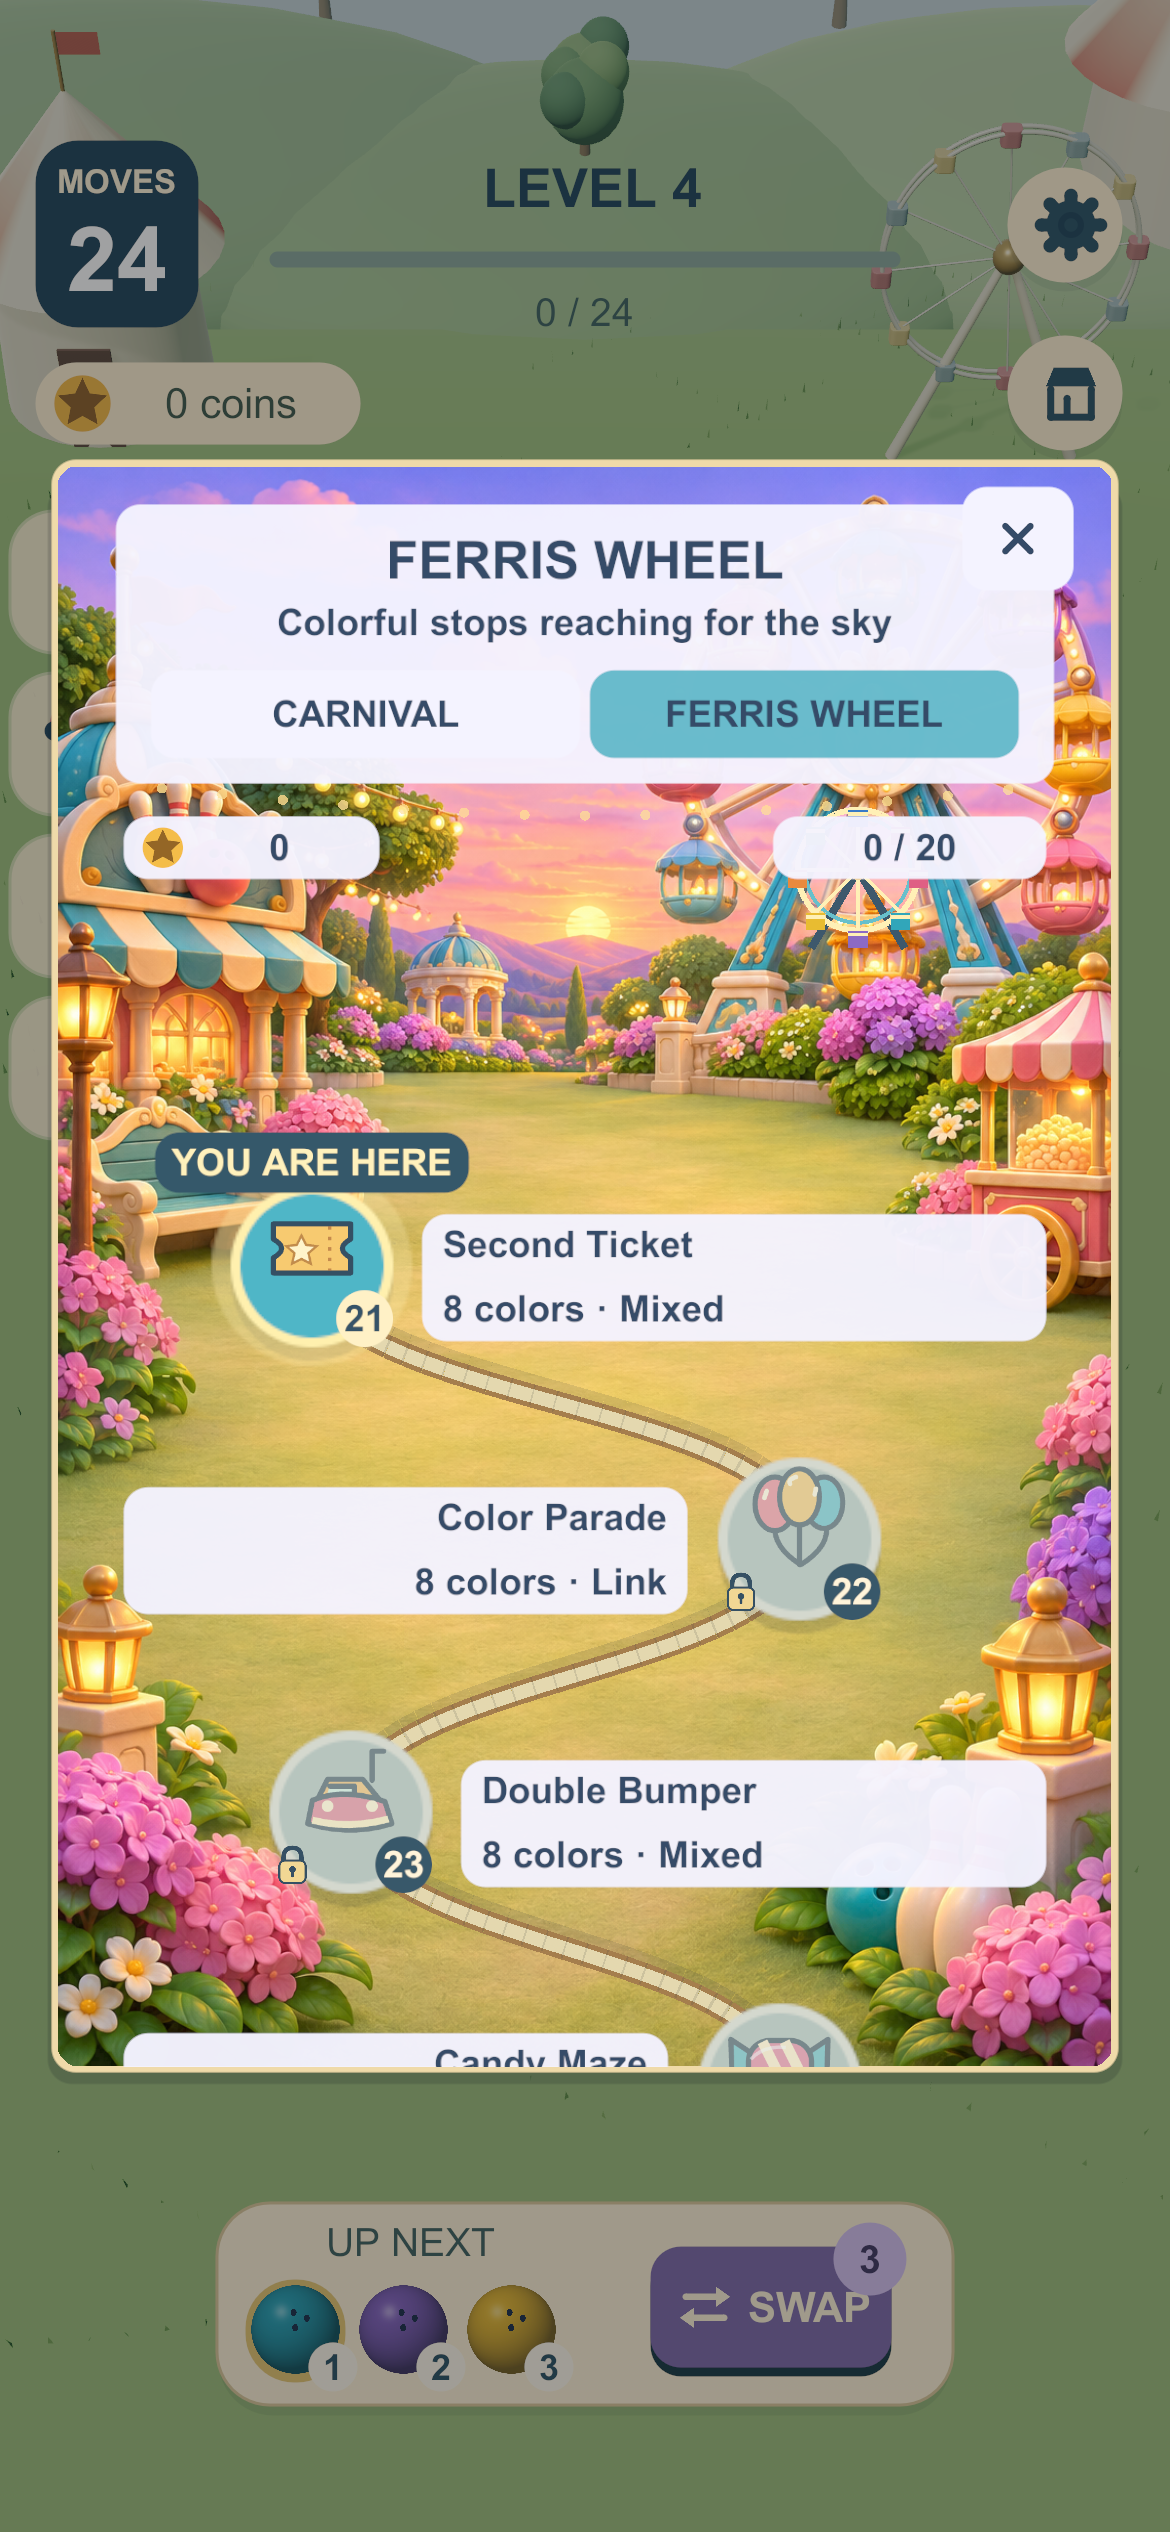 LEVEL 4
MOVES
24
0 / 24
0 coins
FERRIS WHEEL
Colorful stops reaching for the sky
CARNIVAL
FERRIS WHEEL
0
0 / 20
YOU ARE HERE
21
Second Ticket
8 colors · Mixed
Color Parade
8 colors · Link
22
Double Bumper
8 colors · Mixed
23
Candy Maze
UP NEXT
1
2
3
SWAP
3